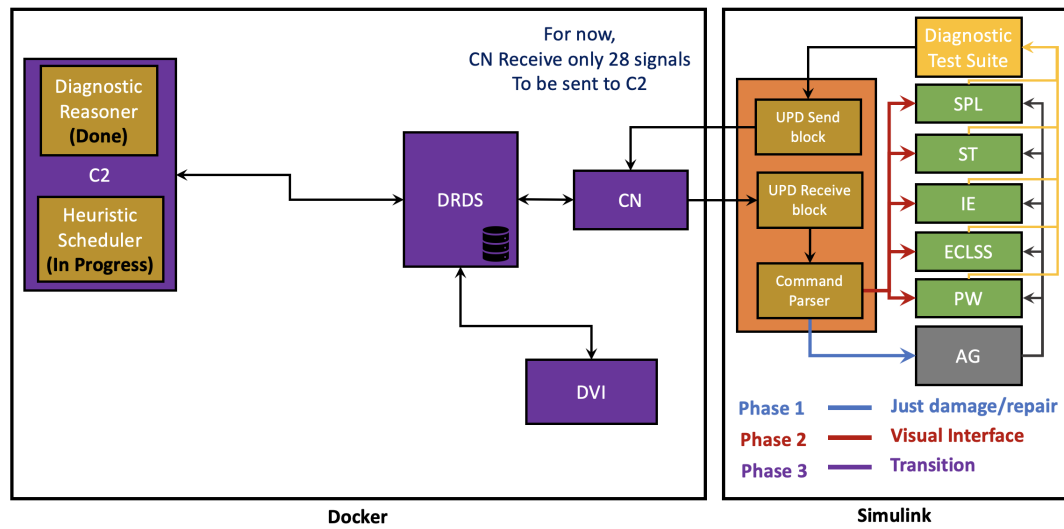 For now,
CN Receive only 28 signals
To be sent to C2
Diagnostic
Reasoner
(Done)
C2
Heuristic
Scheduler
(In Progress)
DRDS
CN
DVI
Docker
UPD Send
block
UPD Receive
block
Command
Parser
Diagnostic
Test Suite
SPL
ST
IE
ECLSS
PW
AG
Phase 1
Just damage/repair
Phase 2
Visual Interface
Phase 3
Transition
Simulink